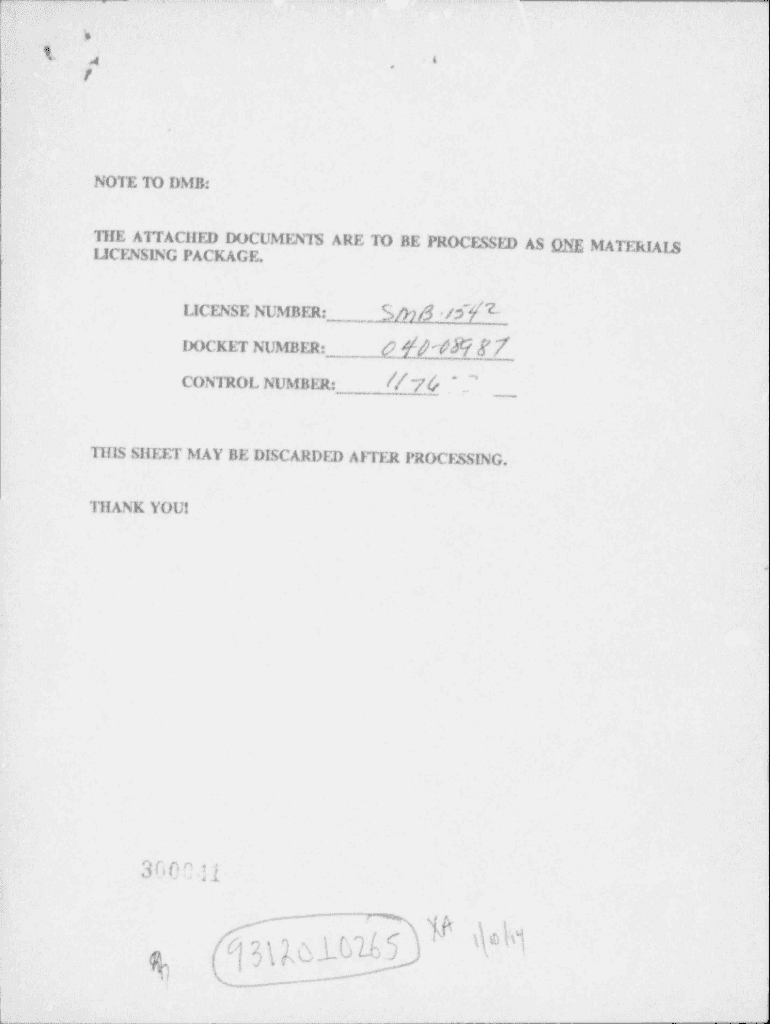 NOTE TO DMB:
THE ATTACHED DOCUMENTS ARE TO BE PROCESSED AS ONE MATERIALS
LICENSING PACKAGE.
LICENSE NUMBER: SMB-1542
DOCKET NUMBER: 040-08987
CONTROL NUMBER:
THIS SHEET MAY BE DISCARDED AFTER PROCESSING.
THANK YOU!
9312010265 XA